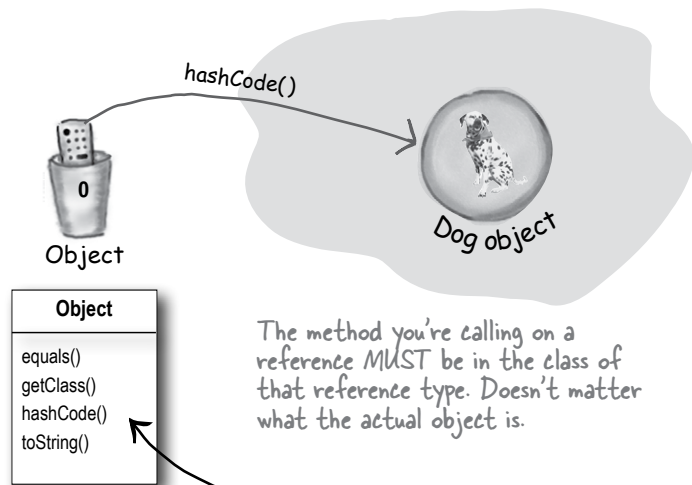 hashCode()
o
Object
Dog object
Object
equals()
getClass()
hashCode()
toString()
The method you're calling on a
reference MUST be in the class of
that reference type. Doesn't matter
what the actual object is.